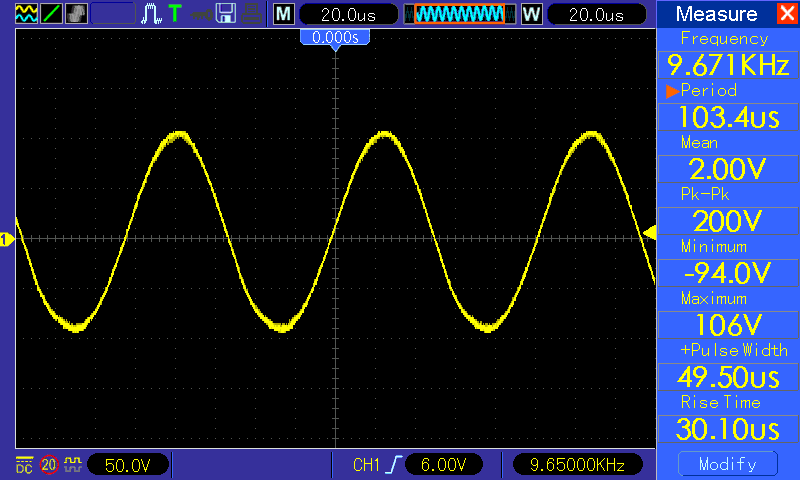 T M 20.0us W 20.0us Measure X
0.000s
Frequency
9.671KHz
Period
103.4us
Mean
2.00V
Pk-Pk
200V
1
Minimum
-94.0V
Maximum
106V
+Pulse Width
49.50us
Rise Time
30.10us
DC 20 50.0V CH1 6.00V 9.65000KHz Modify